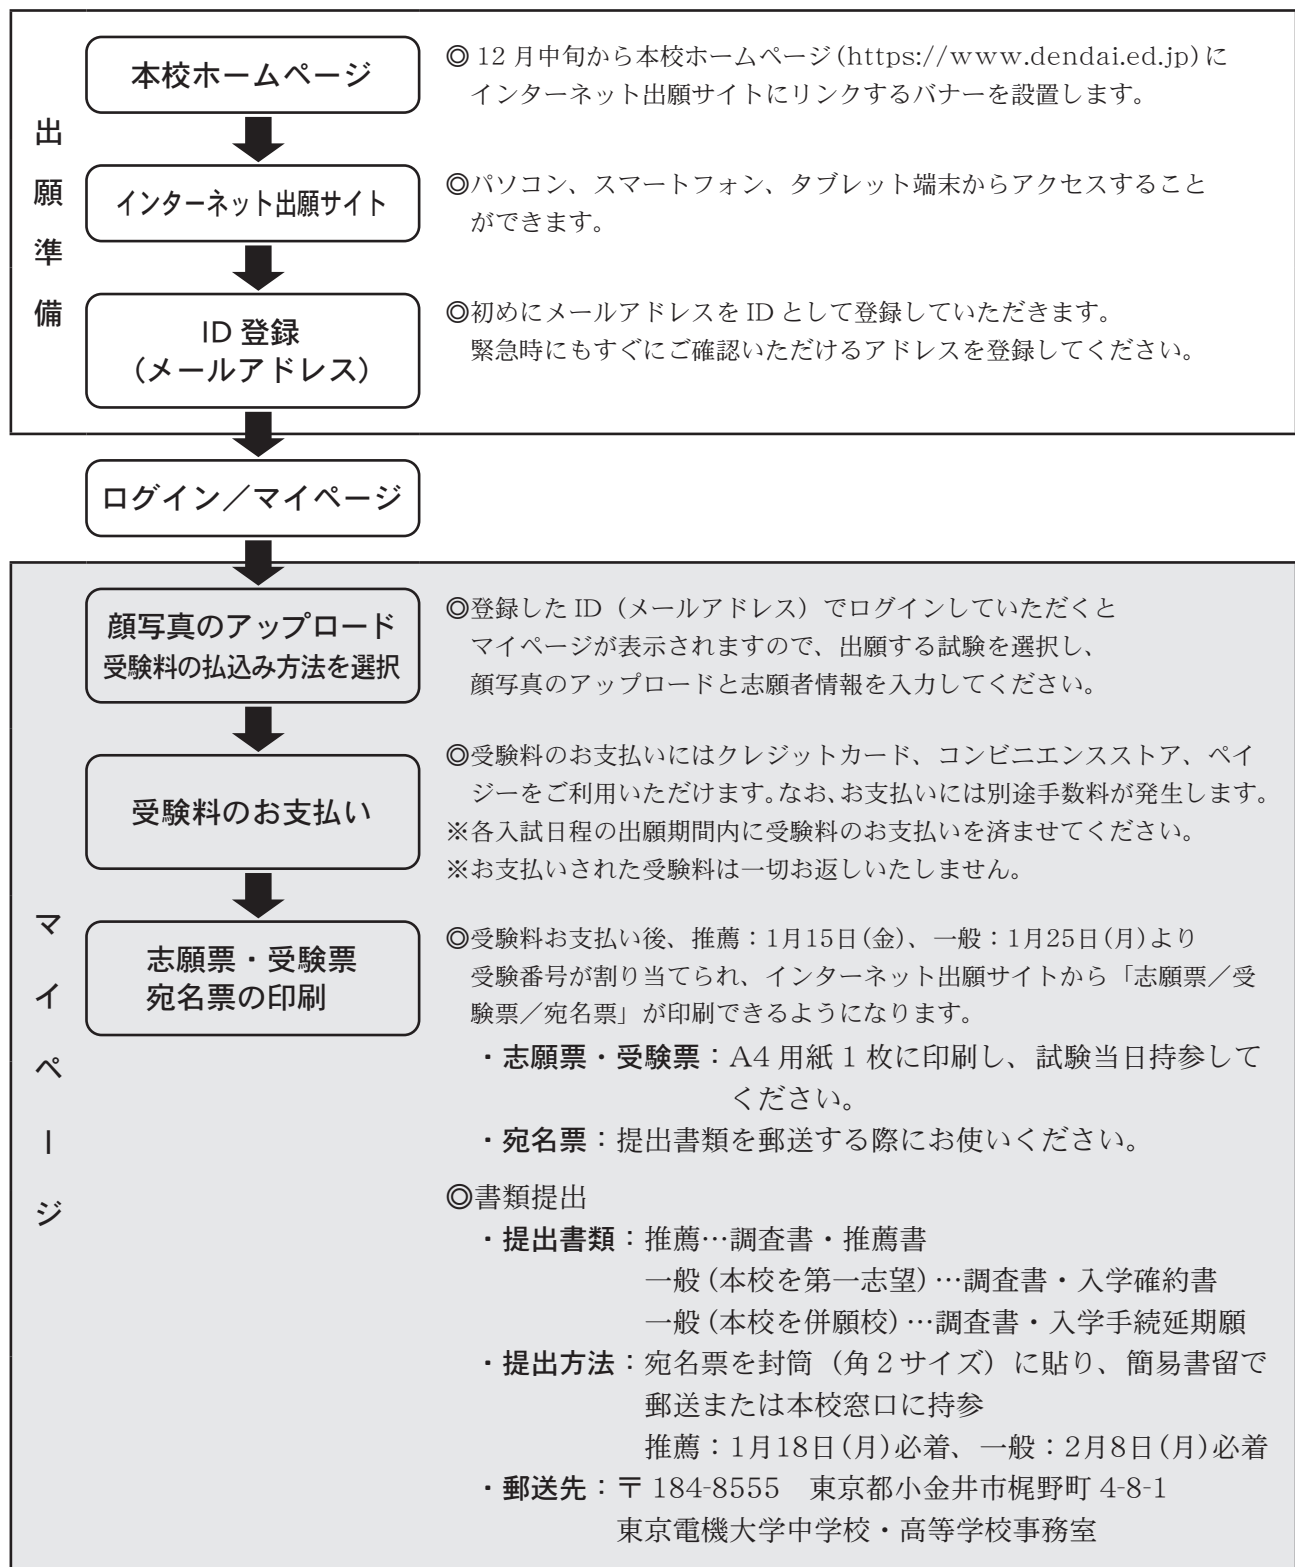 出願準備
本校ホームページ
◎12月中旬から本校ホームページ(https://www.dendai.ed.jp)に
インターネット出願サイトにリンクするバナーを設置します。
インターネット出願サイト
◎パソコン、スマートフォン、タブレット端末からアクセスすること
ができます。
ID 登録
（メールアドレス）
◎初めにメールアドレスを ID として登録していただきます。
緊急時にもすぐにご確認いただけるアドレスを登録してください。
ログイン／マイページ
マイページ
顔写真のアップロード
受験料の払込み方法を選択
◎登録した ID（メールアドレス）でログインしていただくと
マイページが表示されますので、出願する試験を選択し、
顔写真のアップロードと志願者情報を入力してください。
受験料のお支払い
◎受験料のお支払いにはクレジットカード、コンビニエンスストア、ペイ
ジーをご利用いただけます。なお、お支払いには別途手数料が発生します。
※各入試日程の出願期間内に受験料のお支払いを済ませてください。
※お支払いされた受験料は一切お返しいたしません。
志願票・受験票
宛名票の印刷
◎受験料お支払い後、推薦：1月15日(金)、一般：1月25日(月)より
受験番号が割り当てられ、インターネット出願サイトから「志願票／受
験票／宛名票」が印刷できるようになります。
・志願票・受験票：A4 用紙 1 枚に印刷し、試験当日持参して
ください。
・宛名票：提出書類を郵送する際にお使いください。
◎書類提出
・提出書類：推薦…調査書・推薦書
一般(本校を第一志望)…調査書・入学確約書
一般(本校を併願校)…調査書・入学手続延期願
・提出方法：宛名票を封筒（角２サイズ）に貼り、簡易書留で
郵送または本校窓口に持参
推薦：1月18日(月)必着、一般：2月8日(月)必着
・郵送先：〒184-8555　東京都小金井市梶野町 4-8-1
東京電機大学中学校・高等学校事務室